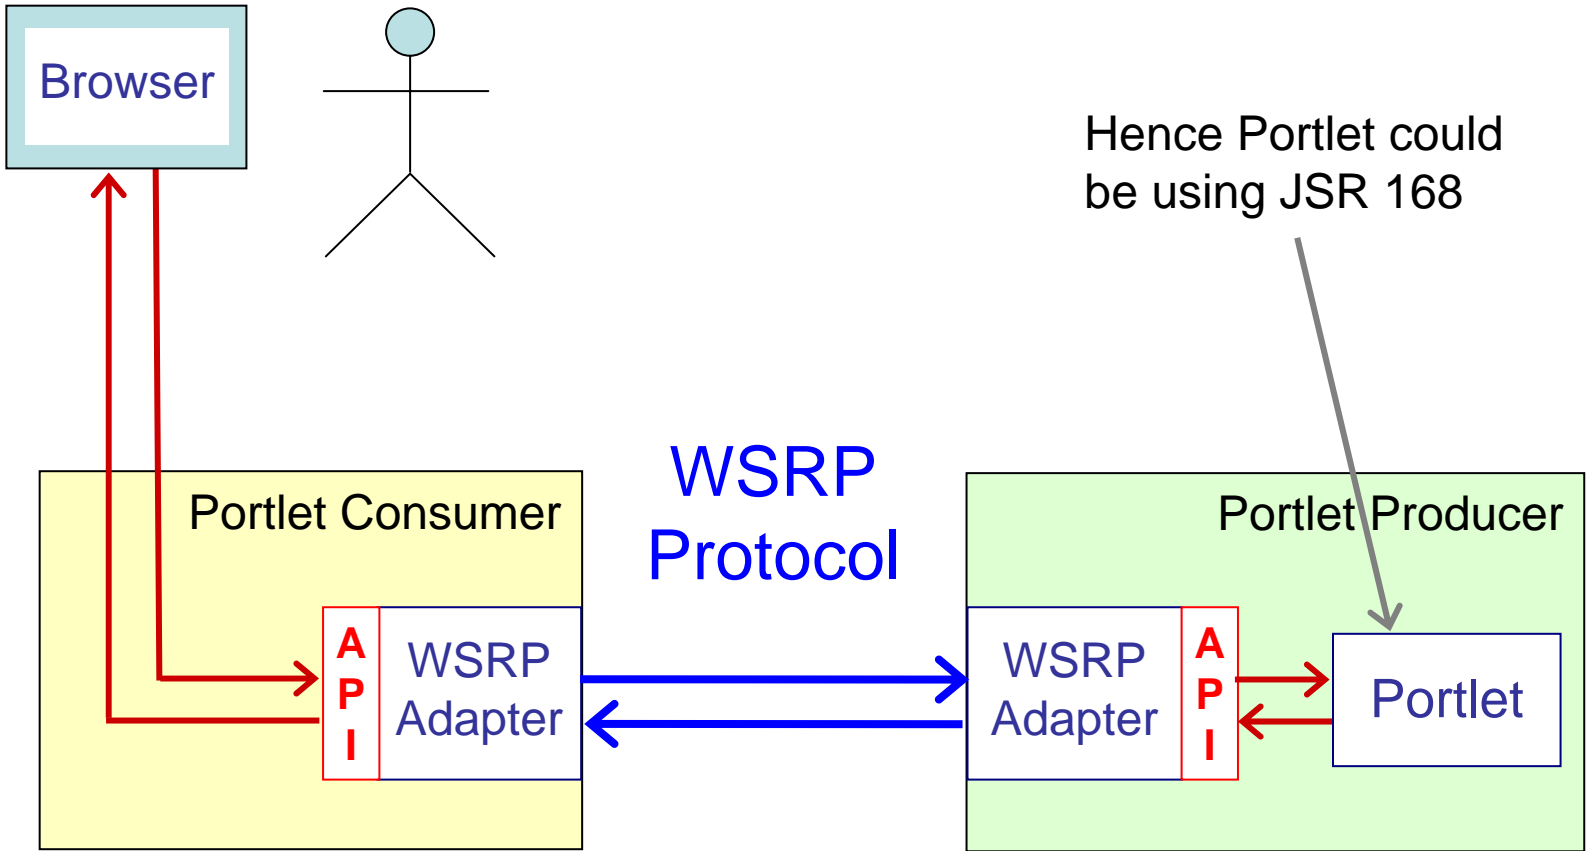 Browser
Hence Portlet could
be using JSR 168
WSRP
Protocol
Portlet Consumer
A
P
I
WSRP
Adapter
Portlet Producer
WSRP
Adapter
A
P
I
Portlet